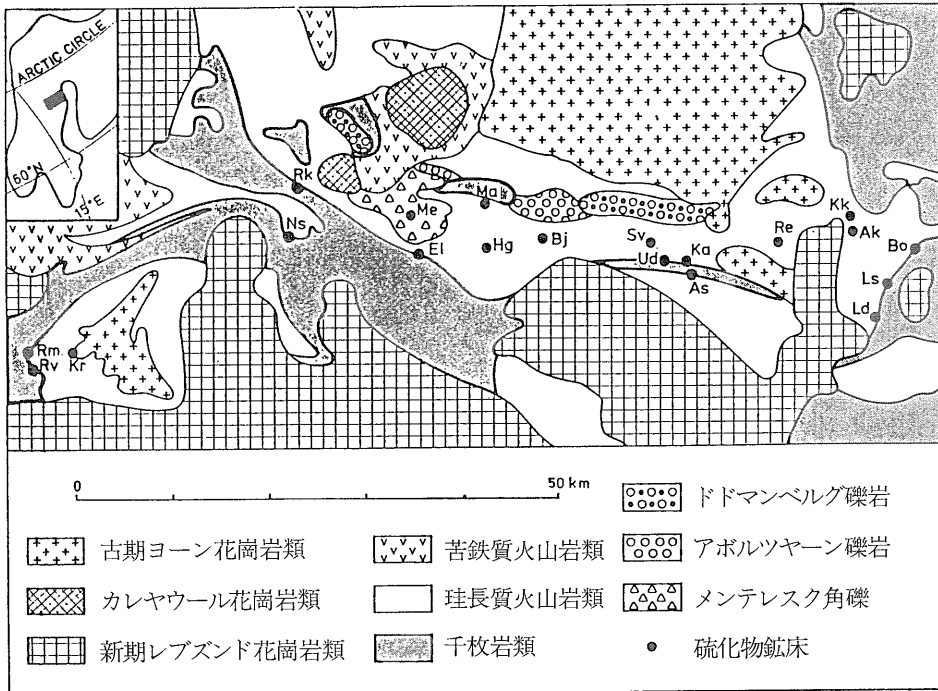 ARCTIC CIRCLE
60°N
15°E
Rk
Ma
Ns
Me
Kk
El
Hg
Bj
Sv
Re
Ak
Ud
Ka
Bo
As
Ls
Ld
Rm
Rv
Kr
0
50 km
ドドマンベルグ礫岩
古期ヨーン花崗岩類
苦鉄質火山岩類
アボルツヤーン礫岩
カレヤウール花崗岩類
珪長質火山岩類
メンテレスク角礫
新期レブズンド花崗岩類
千枚岩類
硫化物鉱床